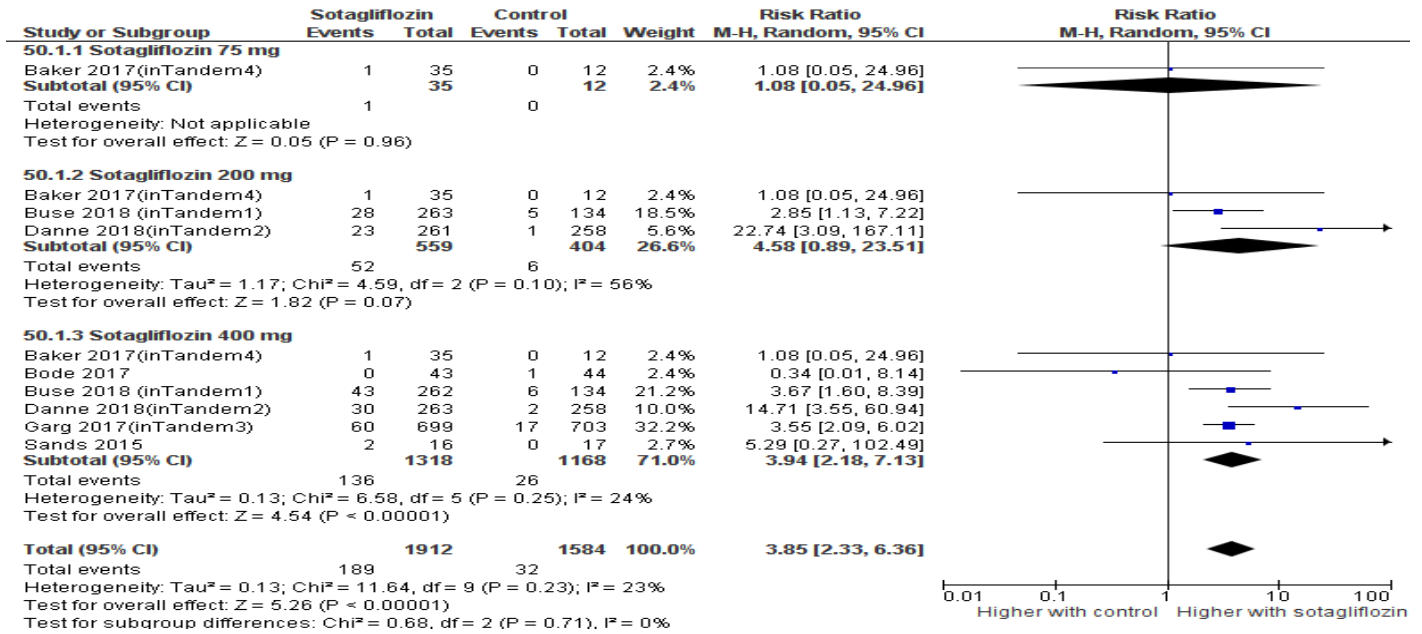 Sotagliflozin Control Risk Ratio Risk Ratio
Study or Subgroup Events Total Events Total Weight M-H, Random, 95% CI M-H, Random, 95% CI
50.1.1 Sotagliflozin 75 mg
Baker 2017(inTandem4) 1 35 0 12 2.4% 1.08 [0.05, 24.96]
Subtotal (95% CI) 35 12 2.4% 1.08 [0.05, 24.96]
Total events 1 0
Heterogeneity: Not applicable
Test for overall effect: Z = 0.05 (P = 0.96)
50.1.2 Sotagliflozin 200 mg
Baker 2017(inTandem4) 1 35 0 12 2.4% 1.08 [0.05, 24.96]
Buse 2018 (inTandem1) 28 263 5 134 18.5% 2.85 [1.13, 7.22]
Danne 2018(inTandem2) 23 261 1 258 5.6% 22.74 [3.09, 167.11]
Subtotal (95% CI) 559 404 26.6% 4.58 [0.89, 23.51]
Total events 52 6
Heterogeneity: Tau² = 1.17; Chi² = 4.59, df = 2 (P = 0.10); I² = 56%
Test for overall effect: Z = 1.82 (P = 0.07)
50.1.3 Sotagliflozin 400 mg
Baker 2017(inTandem4) 1 35 0 12 2.4% 1.08 [0.05, 24.96]
Bode 2017 0 43 1 44 2.4% 0.34 [0.01, 8.14]
Buse 2018 (inTandem1) 43 262 6 134 21.2% 3.67 [1.60, 8.39]
Danne 2018(inTandem2) 30 263 2 258 10.0% 14.71 [3.55, 60.94]
Garg 2017(inTandem3) 60 699 17 703 32.2% 3.55 [2.09, 6.02]
Sands 2015 2 16 0 17 2.7% 5.29 [0.27, 102.49]
Subtotal (95% CI) 1318 1168 71.0% 3.94 [2.18, 7.13]
Total events 136 26
Heterogeneity: Tau² = 0.13; Chi² = 6.58, df = 5 (P = 0.25); I² = 24%
Test for overall effect: Z = 4.54 (P < 0.00001)
Total (95% CI) 1912 1584 100.0% 3.85 [2.33, 6.36]
Total events 189 32
Heterogeneity: Tau² = 0.13; Chi² = 11.64, df = 9 (P = 0.23); I² = 23%
Test for overall effect: Z = 5.26 (P < 0.00001)
Test for subgroup differences: Chi² = 0.68, df = 2 (P = 0.71), I² = 0%
0.01 0.1 1 10 100
Higher with control Higher with sotagliflozin